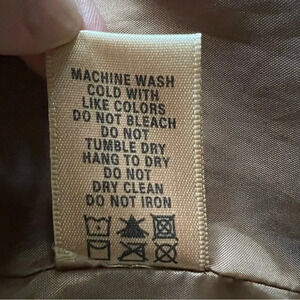 MACHINE WASH
COLD WITH
LIKE COLORS
DO NOT BLEACH
DO NOT
TUMBLE DRY
HANG TO DRY
DO NOT
DRY CLEAN
DO NOT IRON